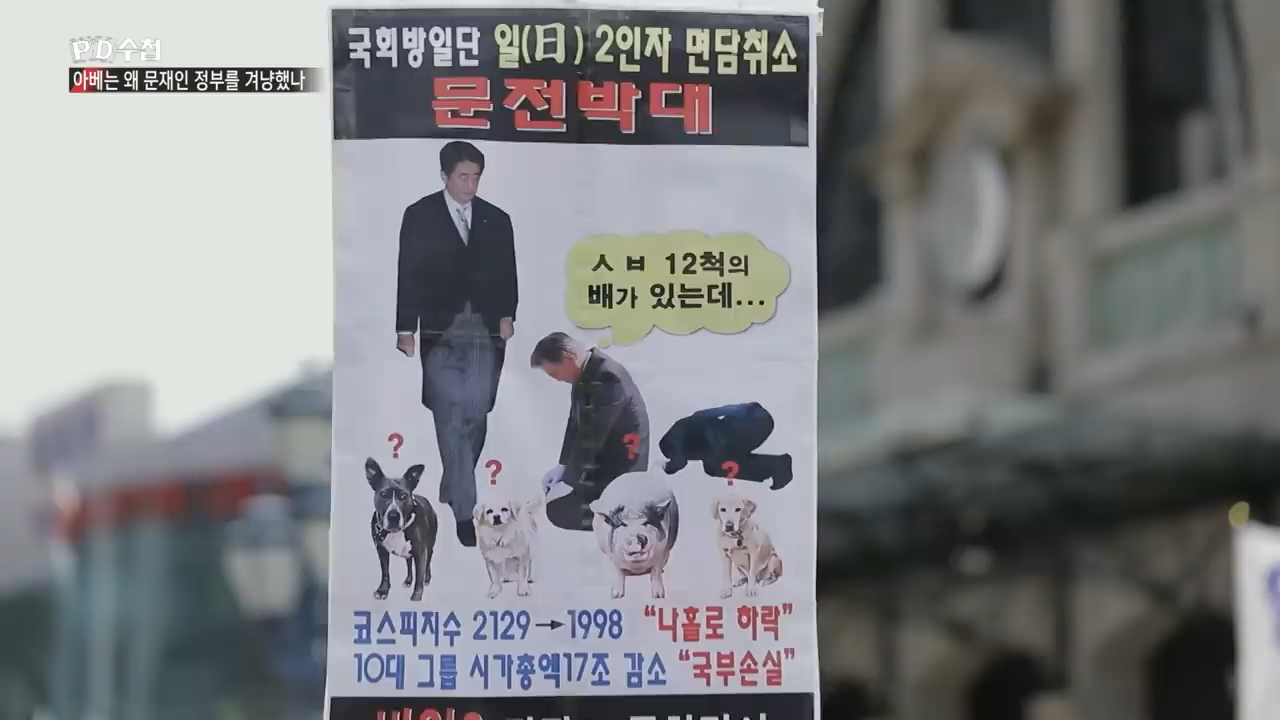 PD수첩
아베는 왜 문재인 정부를 겨냥했나
국회방일단 일(日) 2인자 면담취소
문전박대
ㅅㅂ 12척의
배가 있는데...
?
?
?
?
코스피지수 2129→1998 “나홀로 하락”
10대 그룹 시가총액17조 감소 “국부손실”